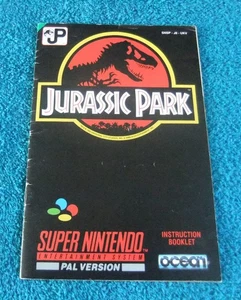 JP
SNSP - JR - UKV
JURASSIC PARK
SUPER NINTENDO
ENTERTAINMENT SYSTEM
PAL VERSION
INSTRUCTION
BOOKLET
ocean